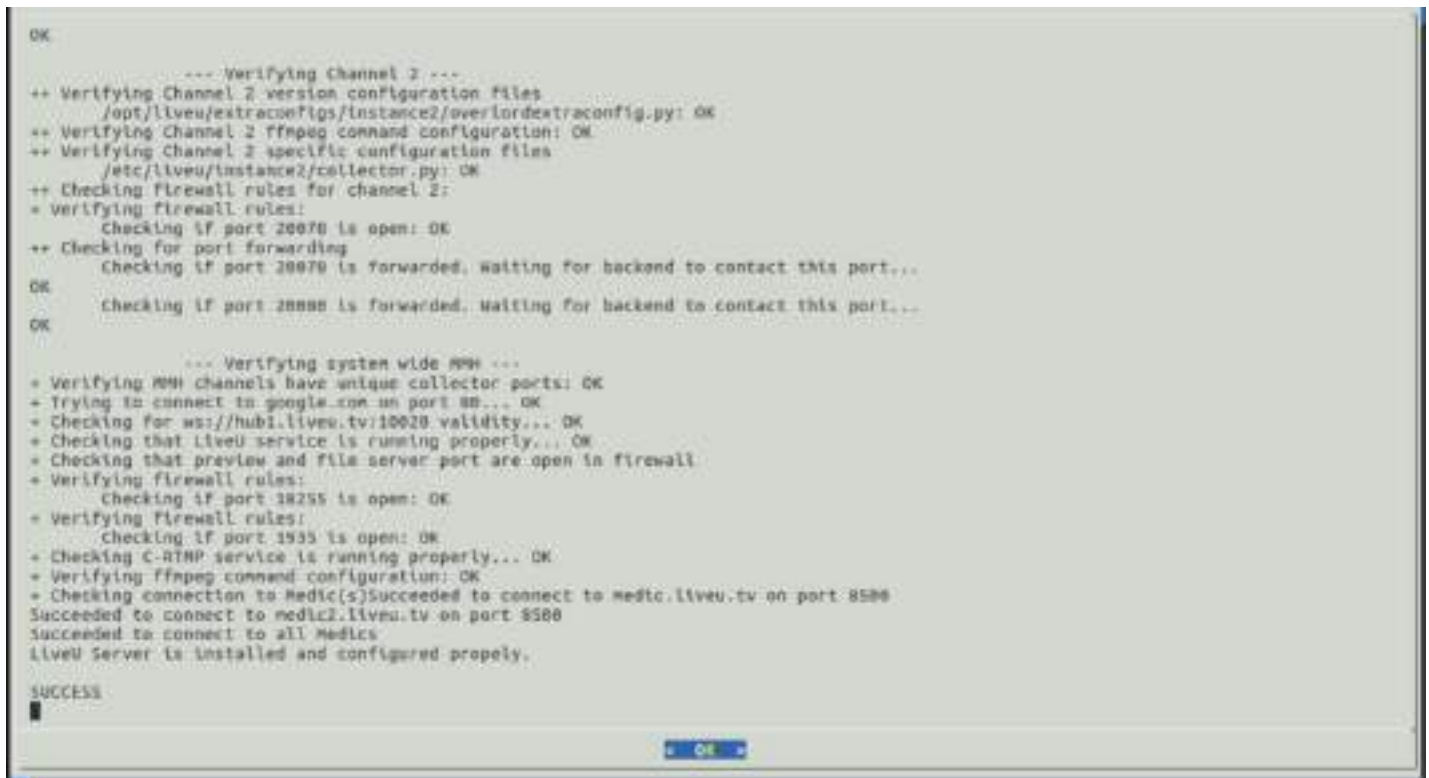 OK
--- Verifying Channel 2 ---
++ Verifying Channel 2 version configuration files
/opt/liveu/extraconfigs/instance2/overlordextraconfig.py: OK
++ Verifying Channel 2 ffmpeg command configuration: OK
++ Verifying Channel 2 specific configuration files
/etc/liveu/instance2/collector.py: OK
++ Checking firewall rules for channel 2:
+ Verifying firewall rules:
Checking if port 20070 is open: OK
++ Checking for port forwarding
Checking if port 20070 is forwarded. Waiting for backend to contact this port...
OK
Checking if port is forwarded. Waiting for backend to contact this port...
OK
--- Verifying system wide MMH ---
+ Verifying MMH channels have unique collector ports: OK
+ Trying to connect to google.com on port 80... OK
+ Checking for ws://hub1.liveu.tv:10020 validity... OK
+ Checking that LiveU service is running properly... OK
+ Checking that preview and file server port are open in firewall
+ Verifying firewall rules:
Checking if port 18255 is open: OK
+ Verifying firewall rules:
Checking if port 1935 is open: OK
+ Checking C-RTMP service is running properly... OK
+ Verifying ffmpeg command configuration: OK
+ Checking connection to Medic(s)Succeeded to connect to medic.liveu.tv on port 8500
Succeeded to connect to medic2.liveu.tv on port 8500
Succeeded to connect to all Medics
LiveU Server is installed and configured propely.
SUCCESS
< OK >